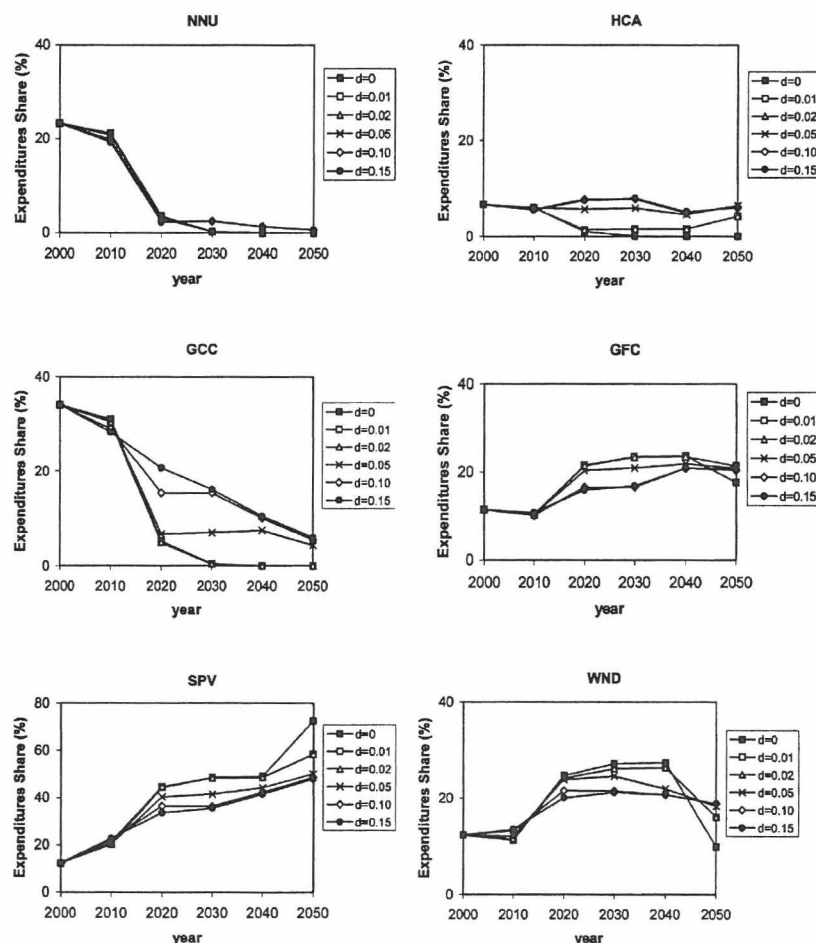 NNU
Expenditures Share (%)
40
20
0
2000 2010 2020 2030 2040 2050
year
d=0
d=0.01
d=0.02
d=0.05
d=0.10
d=0.15
HCA
Expenditures Share (%)
40
20
0
2000 2010 2020 2030 2040 2050
year
d=0
d=0.01
d=0.02
d=0.05
d=0.10
d=0.15
GCC
Expenditures Share (%)
40
20
0
2000 2010 2020 2030 2040 2050
year
d=0
d=0.01
d=0.02
d=0.05
d=0.10
d=0.15
GFC
Expenditures Share (%)
40
20
0
2000 2010 2020 2030 2040 2050
year
d=0
d=0.01
d=0.02
d=0.05
d=0.10
d=0.15
SPV
Expenditures Share (%)
80
60
40
20
0
2000 2010 2020 2030 2040 2050
year
d=0
d=0.01
d=0.02
d=0.05
d=0.10
d=0.15
WND
Expenditures Share (%)
40
20
0
2000 2010 2020 2030 2040 2050
year
d=0
d=0.01
d=0.02
d=0.05
d=0.10
d=0.15